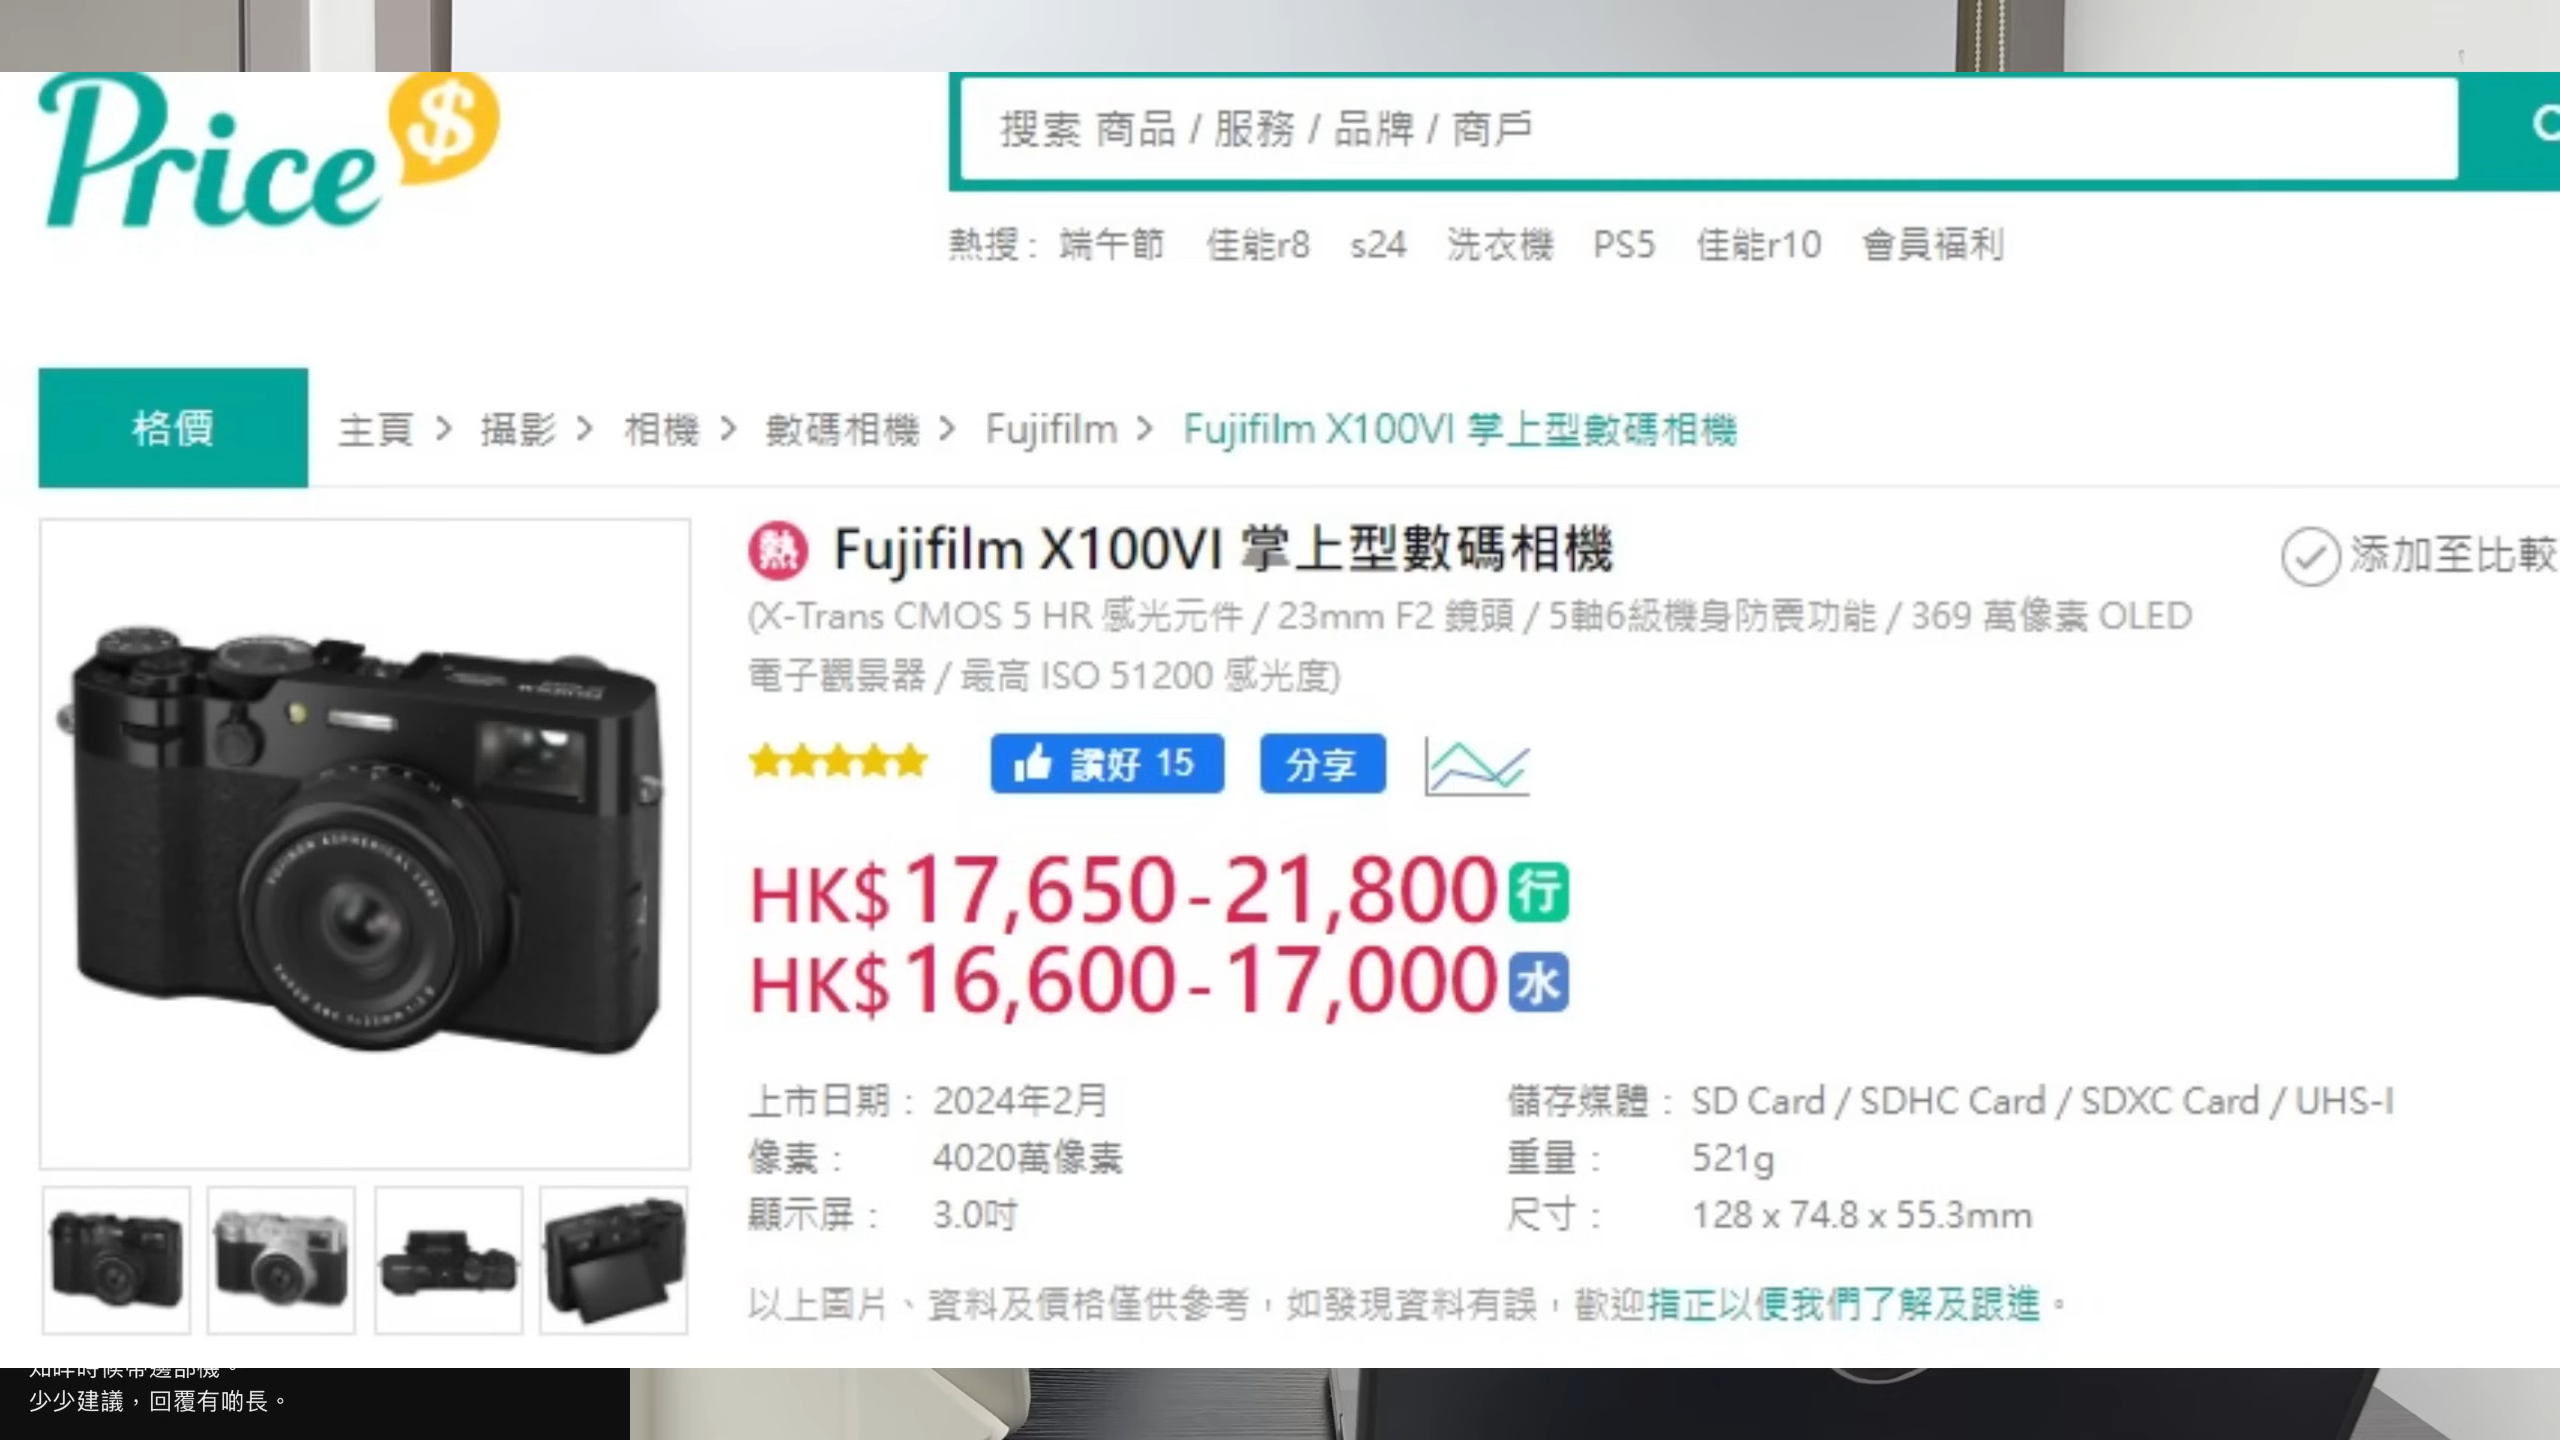 Price $
搜索 商品 / 服務 / 品牌 / 商戶
熱搜: 端午節 佳能r8 s24 洗衣機 PS5 佳能r10 會員福利
格價 主頁 > 攝影 > 相機 > 數碼相機 > Fujifilm > Fujifilm X100VI 掌上型數碼相機
熱 Fujifilm X100VI 掌上型數碼相機
添加至比較
(X-Trans CMOS 5 HR 感光元件 / 23mm F2 鏡頭 / 5軸6級機身防震功能 / 369 萬像素 OLED
電子觀景器 / 最高 ISO 51200 感光度)
讚好 15 分享
HK$17,650-21,800行
HK$16,600-17,000水
上市日期: 2024年2月
儲存媒體: SD Card / SDHC Card / SDXC Card / UHS-I
像素: 4020萬像素
重量: 521g
顯示屏: 3.0吋
尺寸: 128 x 74.8 x 55.3mm
以上圖片、資料及價格僅供參考，如發現資料有誤，歡迎指正以便我們了解及跟進。
少少建議，回覆有啲長。